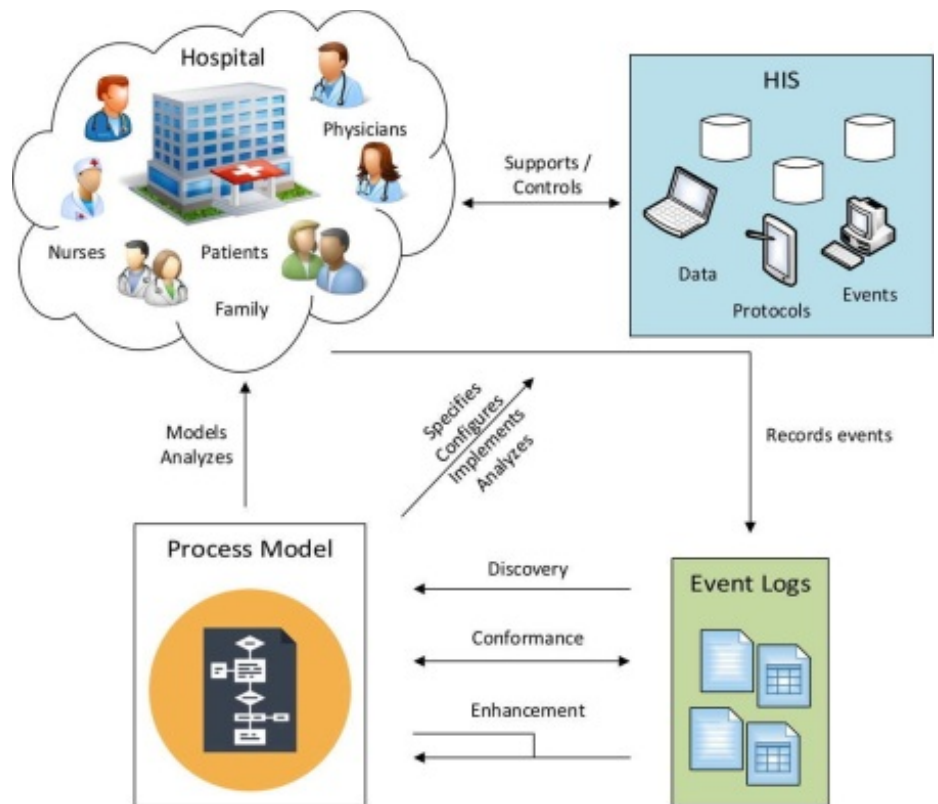 Hospital
Physicians
Nurses
Patients
Family
Supports /
Controls
HIS
Data
Protocols
Events
Models
Analyzes
Specifies
Configures
Implements
Analyzes
Records events
Process Model
Discovery
Conformance
Enhancement
Event Logs